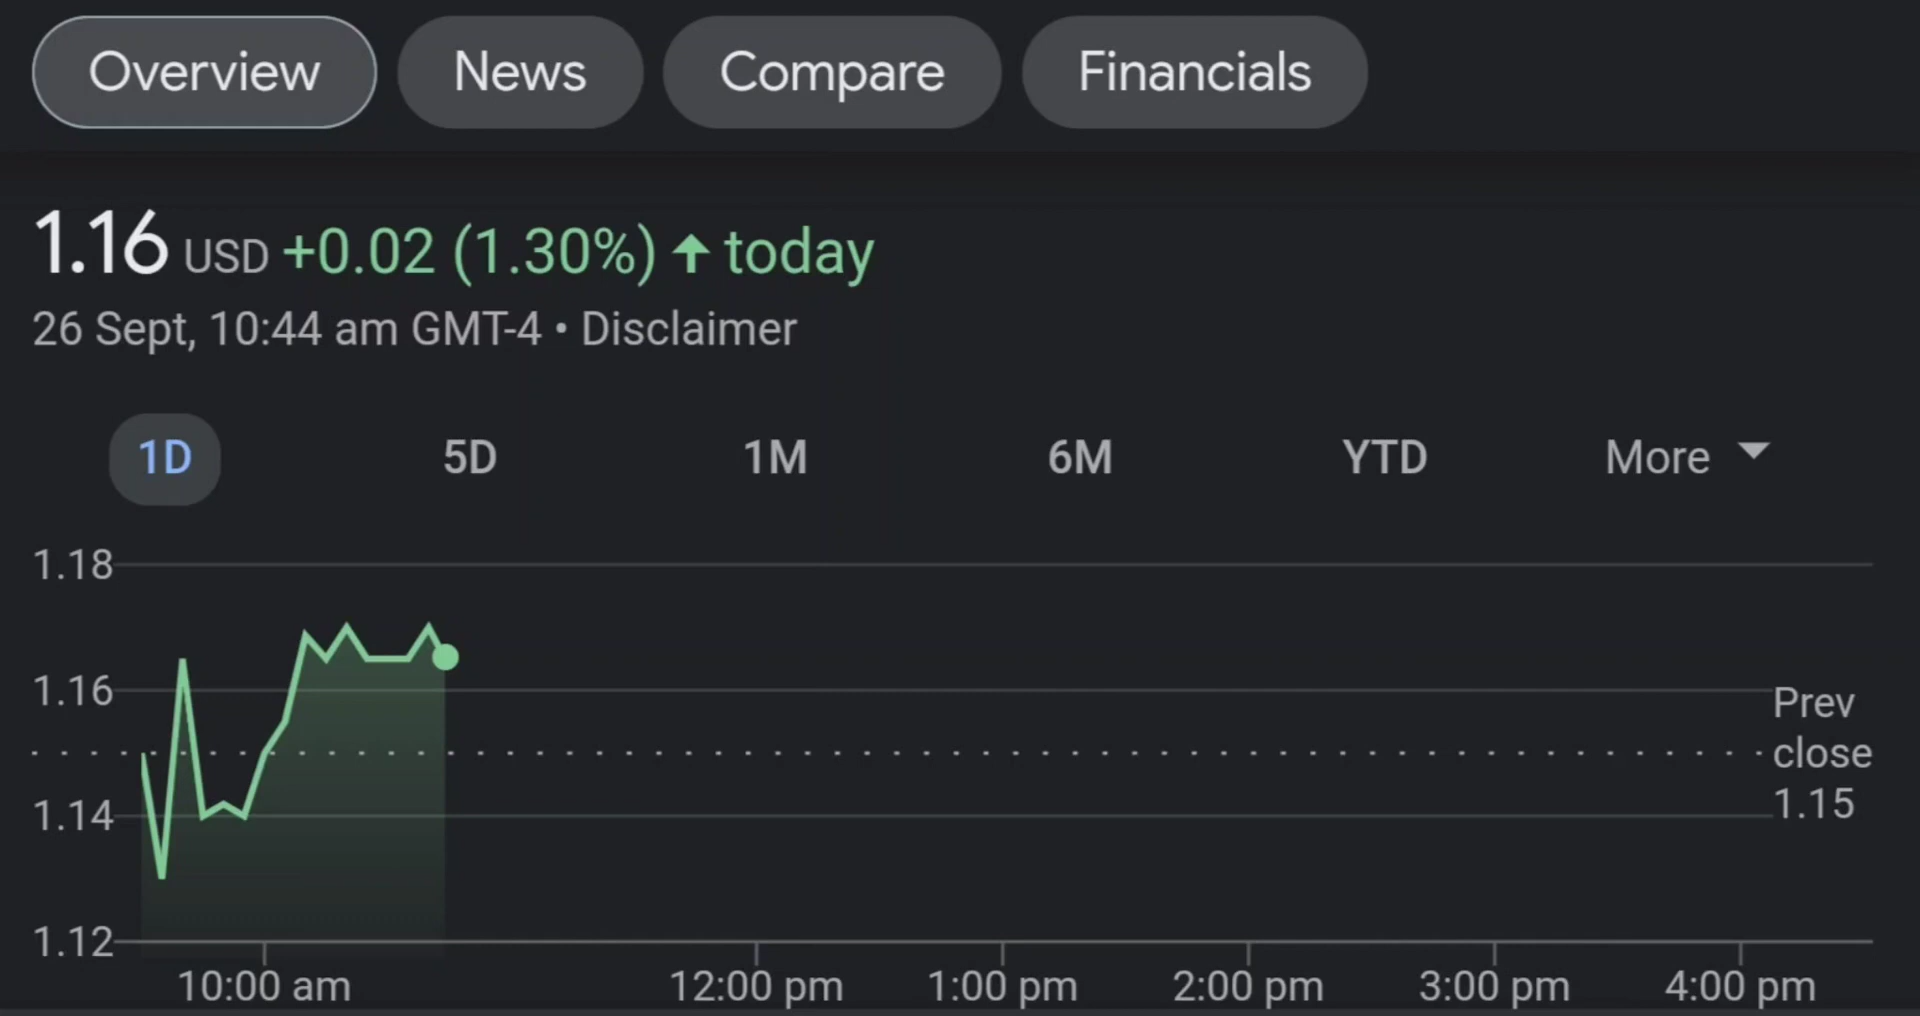 Overview News Compare Financials
1.16 USD +0.02 (1.30%) ↑ today
26 Sept, 10:44 am GMT-4 • Disclaimer
1D 5D 1M 6M YTD More
1.18
1.16
1.14
1.12
Prev
close
1.15
10:00 am 12:00 pm 1:00 pm 2:00 pm 3:00 pm 4:00 pm